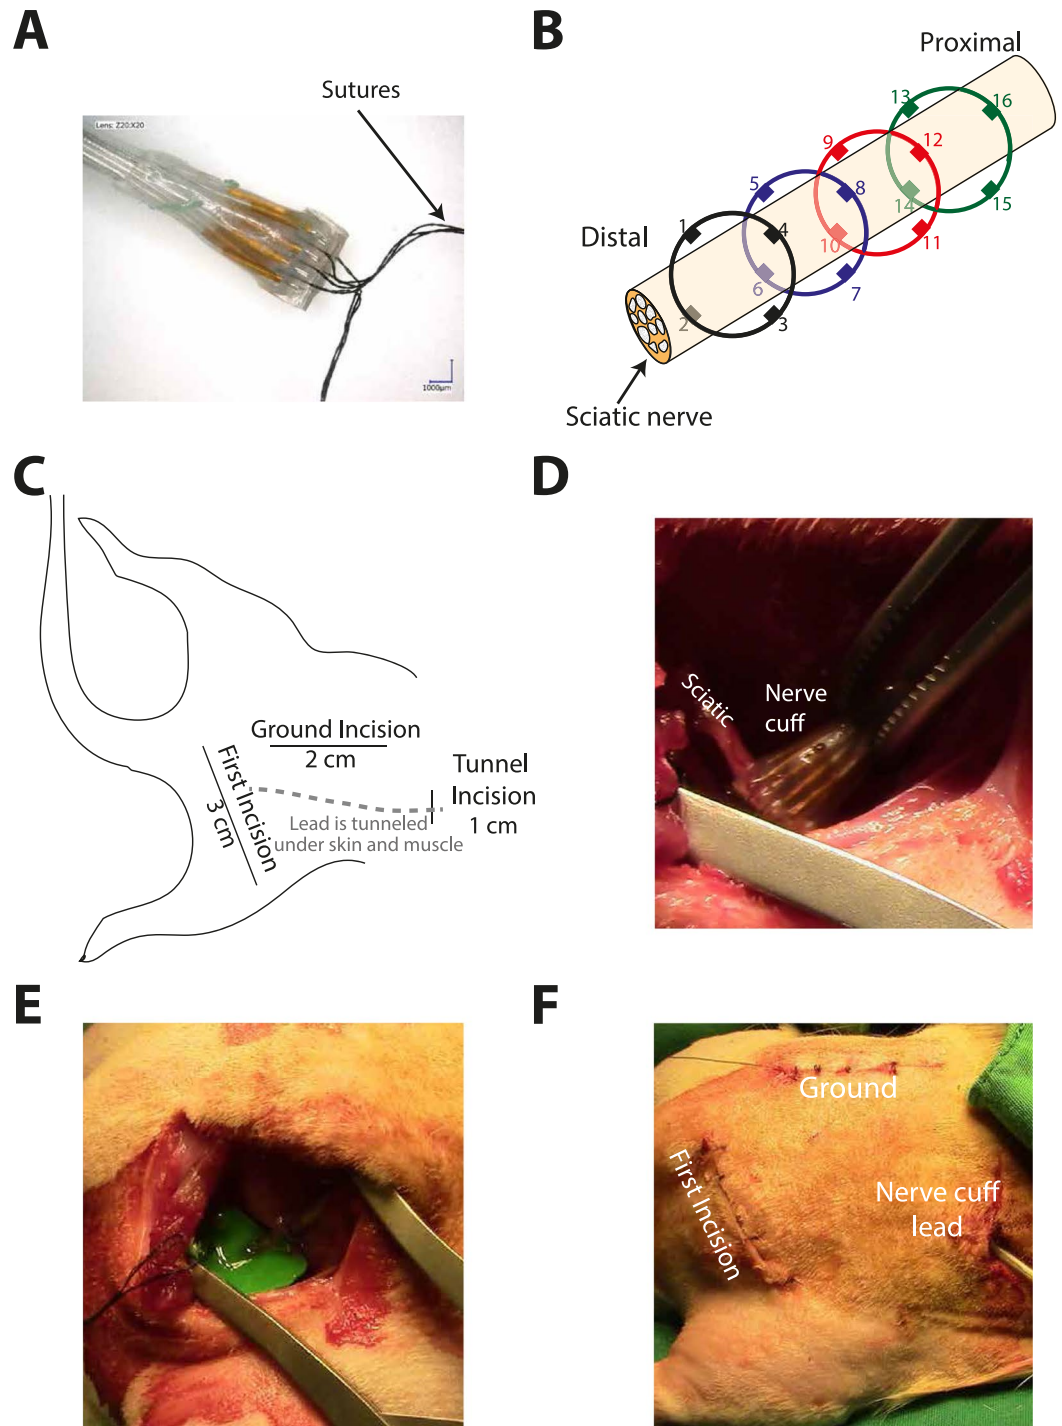 A
Sutures
Lens: Z20:X20
1000µm
B
Proximal
13
16
9
12
5
8
14
15
1
4
10
11
Distal
6
7
2
3
Sciatic nerve
C
Ground Incision
2 cm
First Incision
3 cm
Tunnel
Incision
1 cm
Lead is tunneled
under skin and muscle
D
Sciatic
Nerve
cuff
E
F
Ground
First Incision
Nerve cuff
lead